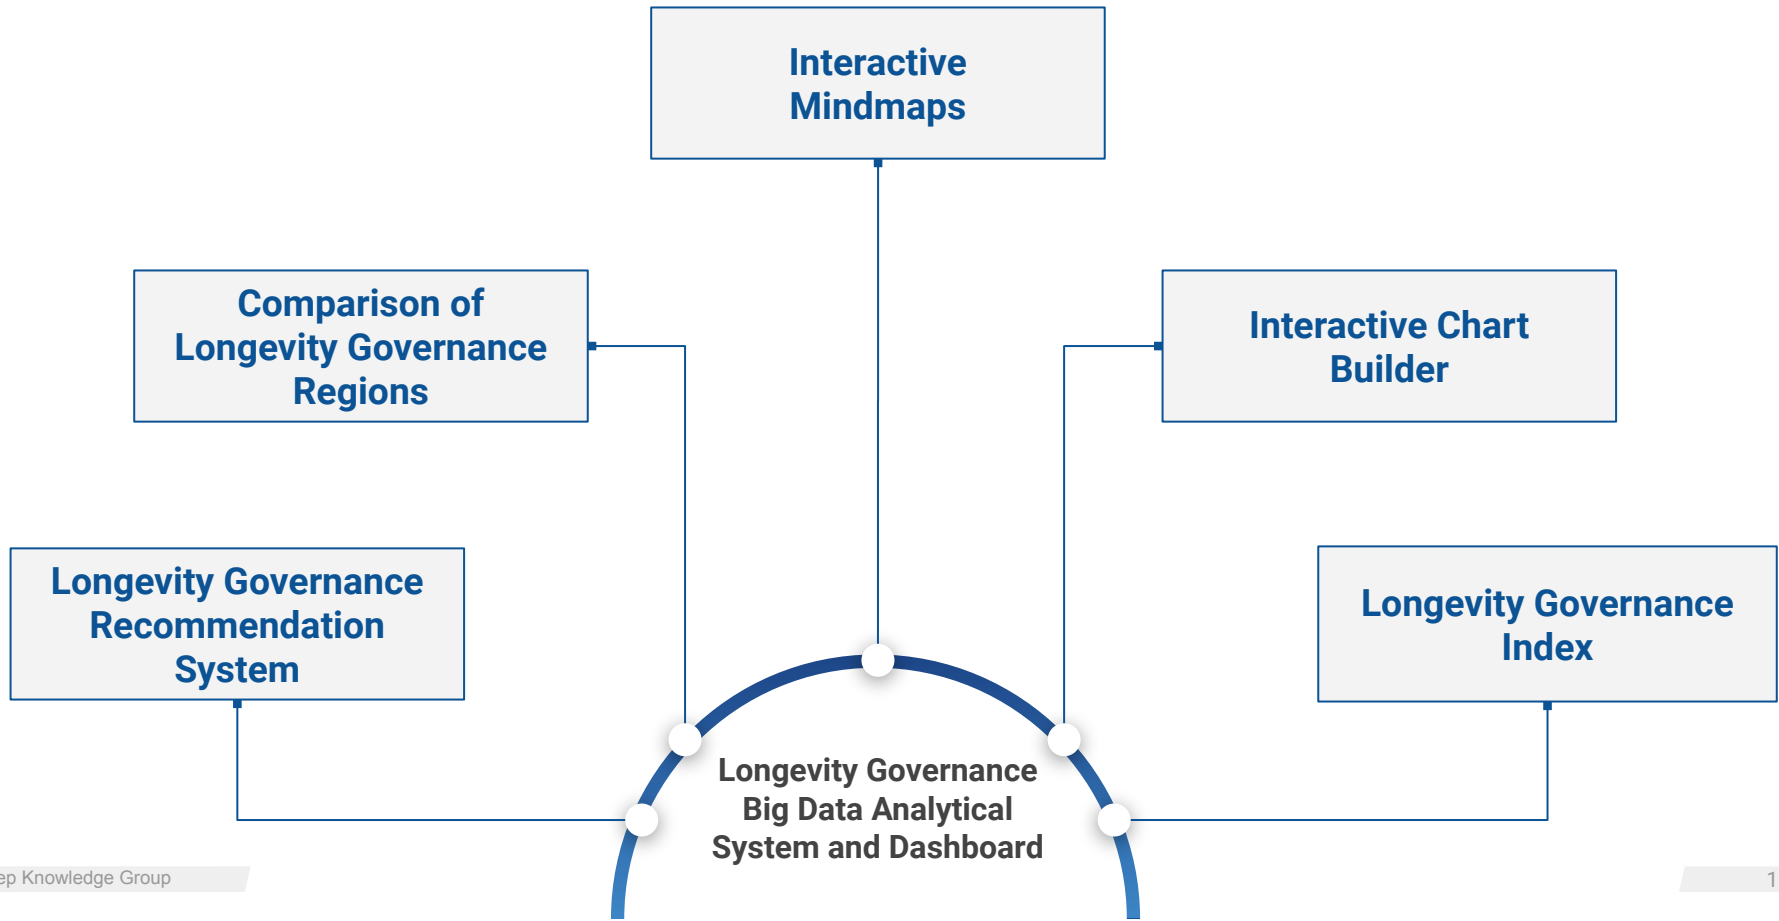 Interactive
Mindmaps
Comparison of
Longevity Governance
Regions
Interactive Chart
Builder
Longevity Governance
Recommendation
System
Longevity Governance
Index
Longevity Governance
Big Data Analytical
System and Dashboard
Knowledge Group
1